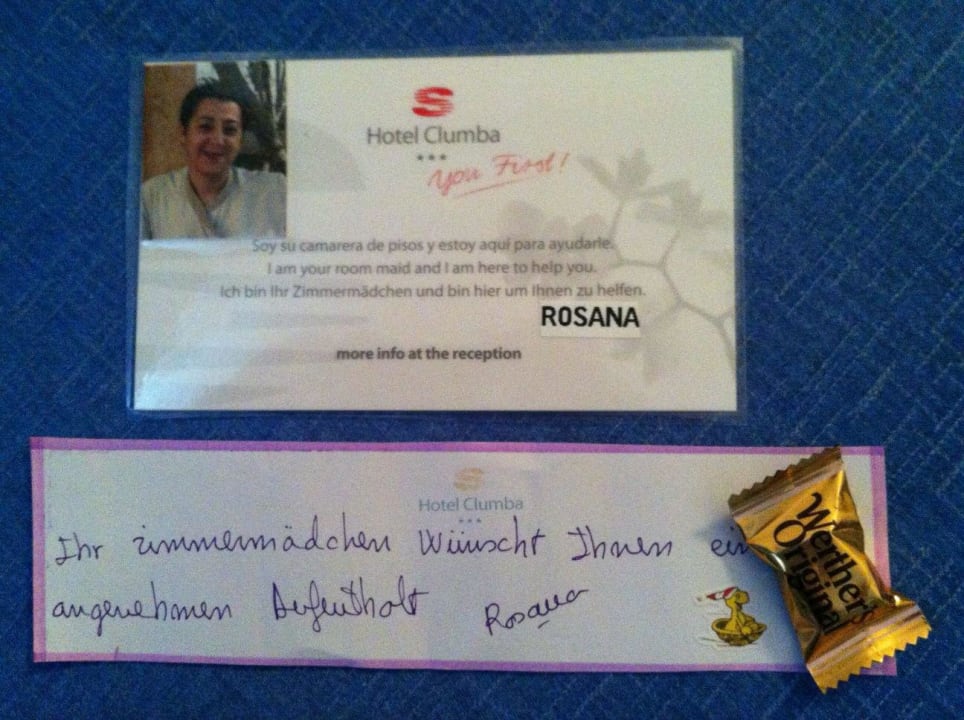 S
Hotel Clumba
***
You First!
Soy su camarera de pisos y estoy aquí para ayudarle.
I am your room maid and I am here to help you.
Ich bin Ihr Zimmermädchen und bin hier um Ihnen zu helfen.
ROSANA
more info at the reception
S
Hotel Clumba
***
Ihr zimmermädchen Wünscht Ihnen ein
angenehmen Aufenthalt Rosana
Werther's
Original